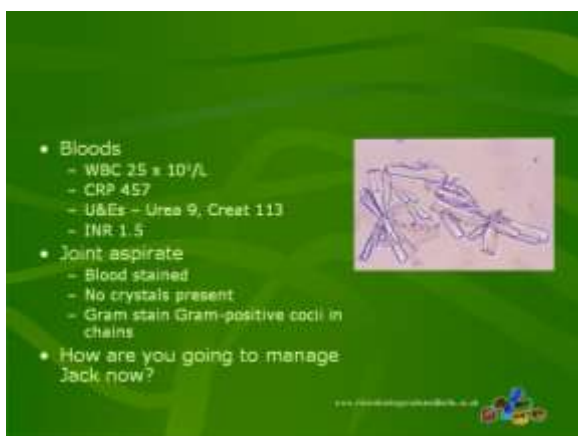 • Bloods
– WBC 25 x 10⁹/L
– CRP 457
– U&Es – Urea 9, Creat 113
– INR 1.5
• Joint aspirate
– Blood stained
– No crystals present
– Gram stain Gram-positive cocii in
chains
• How are you going to manage
Jack now?